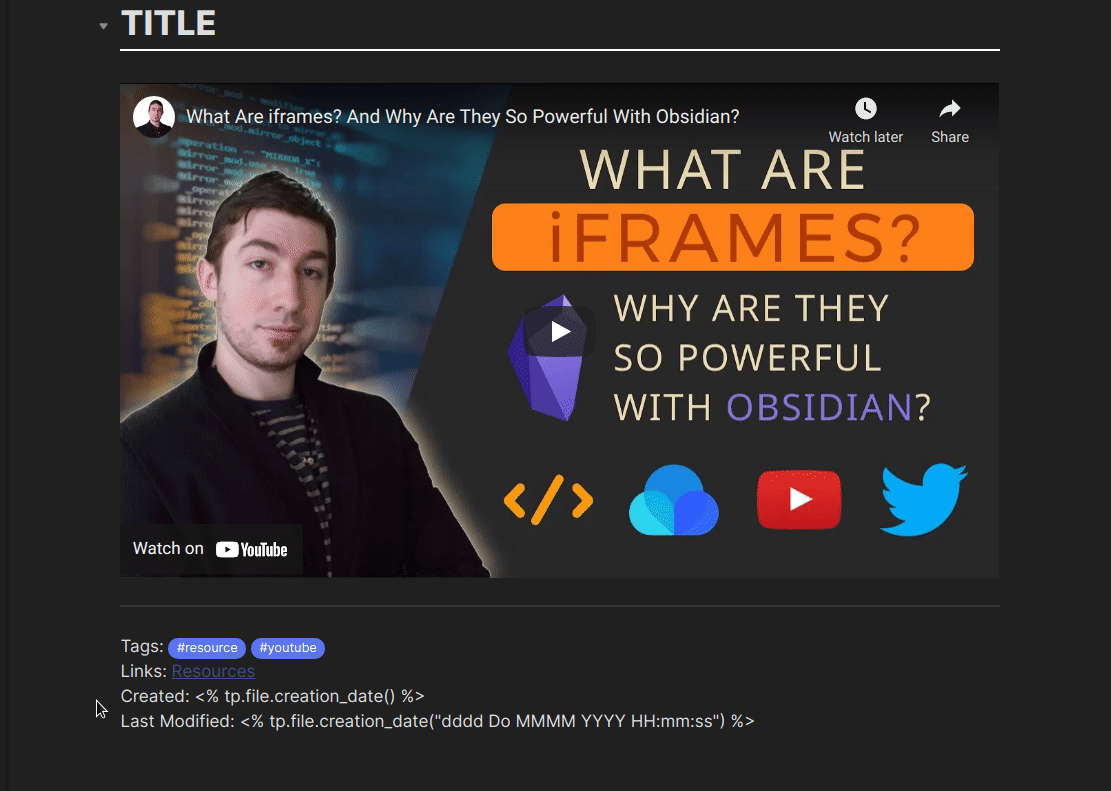 TITLE
What Are iframes? And Why Are They So Powerful With Obsidian?
Watch later
Share
WHAT ARE
iFRAMES?
WHY ARE THEY
SO POWERFUL
WITH OBSIDIAN?
</>
Watch on YouTube
Tags: #resource #youtube
Links: Resources
Created: <% tp.file.creation_date() %>
Last Modified: <% tp.file.creation_date("dddd Do MMMM YYYY HH:mm:ss") %>